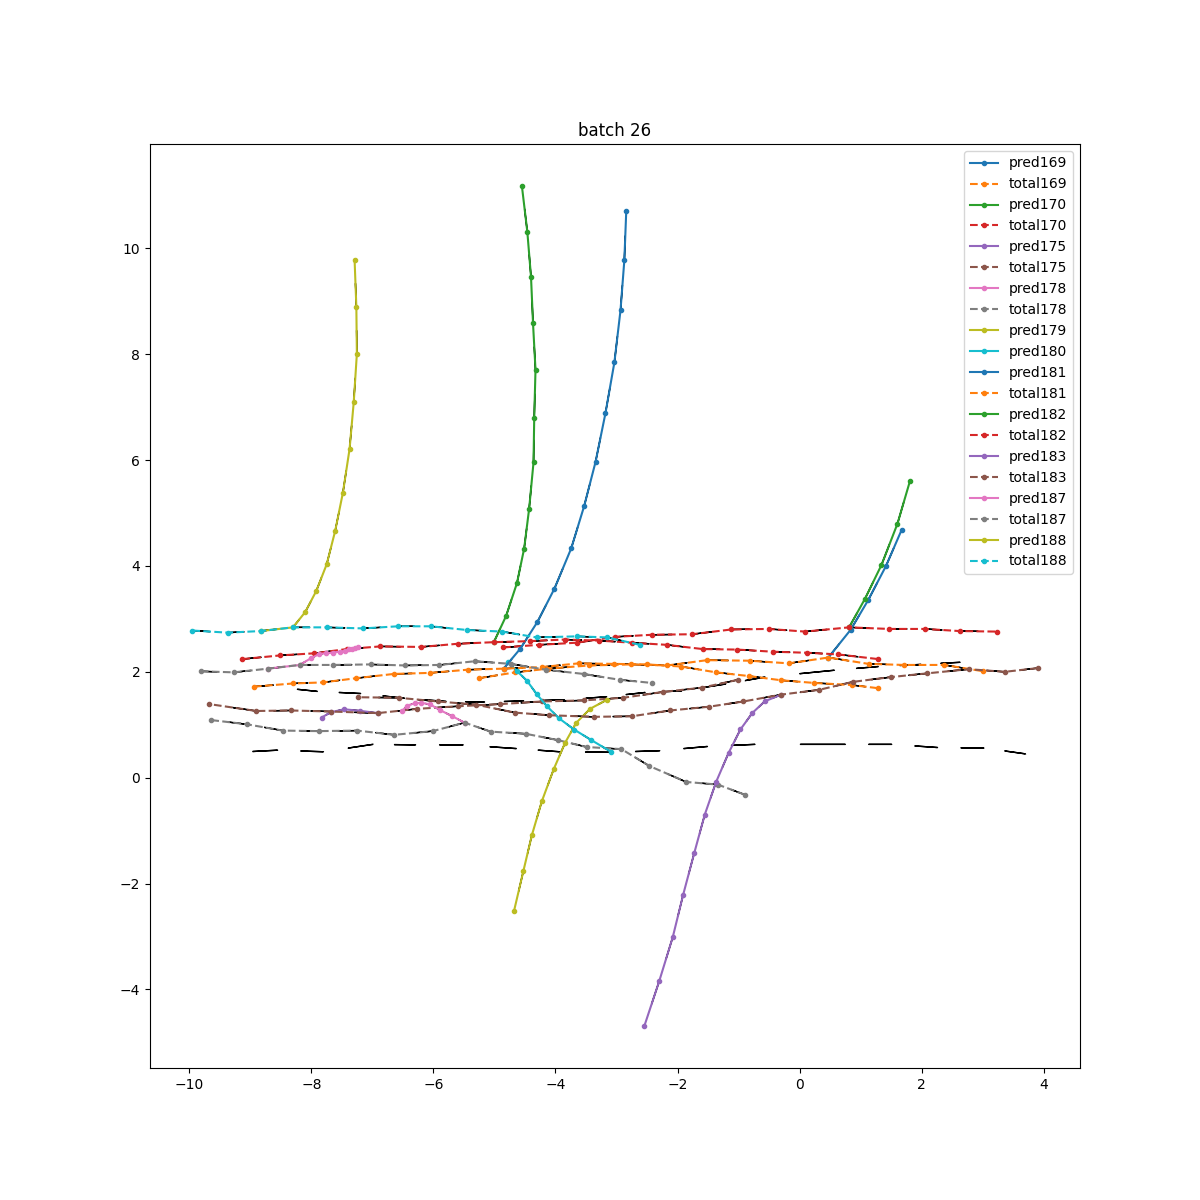 batch 26
pred169
total169
pred170
total170
pred175
total175
pred178
total178
pred179
pred180
pred181
total181
pred182
total182
pred183
total183
pred187
total187
pred188
total188
10
8
6
4
2
0
−2
−4
−10 −8 −6 −4 −2 0 2 4